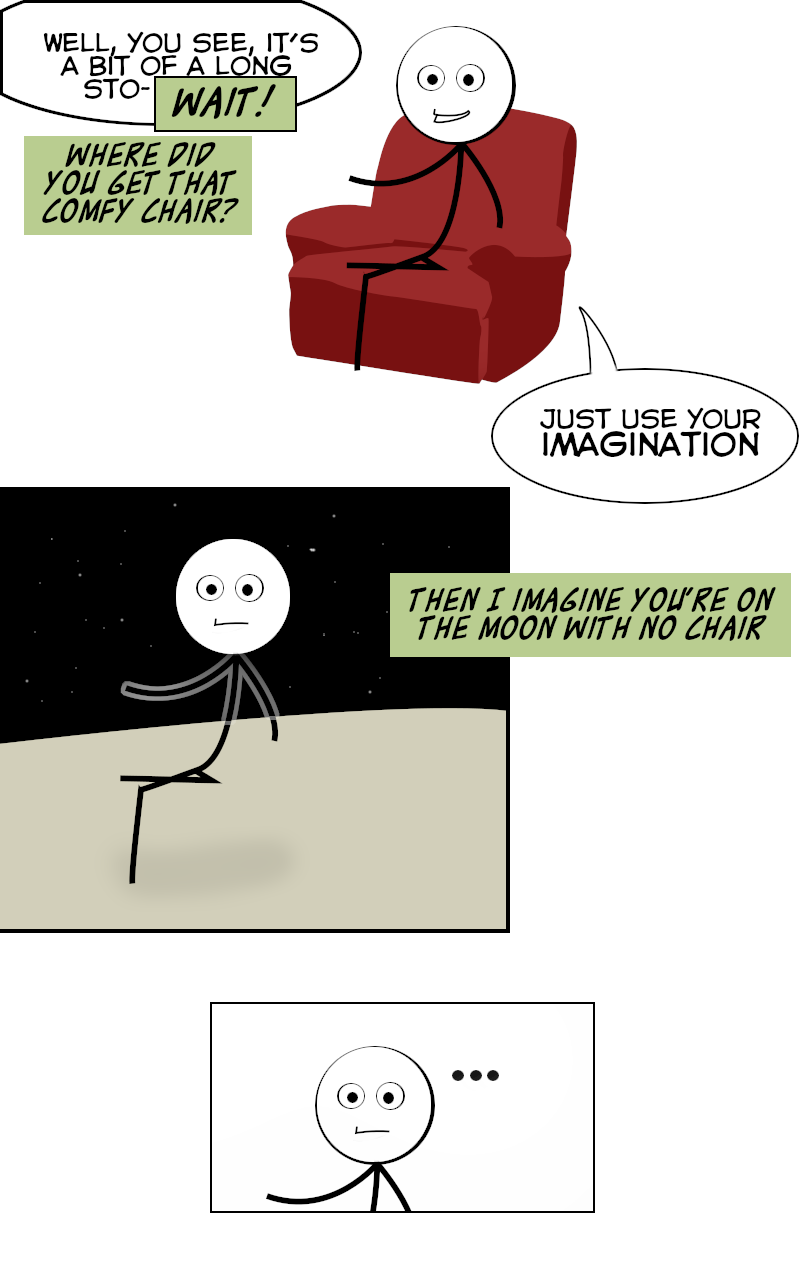 WELL, YOU SEE, IT'S
A BIT OF A LONG
STO-
WAIT!
WHERE DID
YOU GET THAT
COMFY CHAIR?
JUST USE YOUR
IMAGINATION
THEN I IMAGINE YOU'RE ON
THE MOON WITH NO CHAIR
...